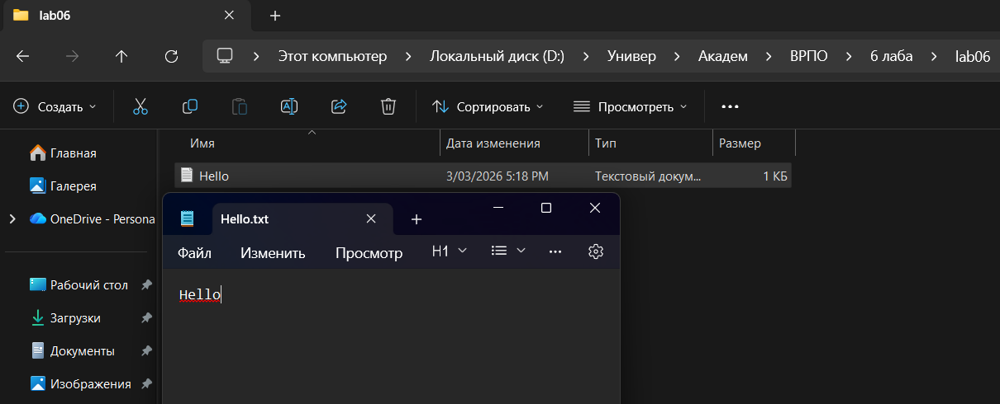 lab06
Этот компьютер
Локальный диск (D:)
Универ
Академ
ВРПО
6 лаба
lab06
Создать
Сортировать
Просмотреть
Главная
Галерея
OneDrive - Persona
Рабочий стол
Загрузки
Документы
Изображения
Имя
Дата изменения
Тип
Размер
Hello
3/03/2026 5:18 PM
Текстовый докум...
1 КБ
Hello.txt
Файл
Изменить
Просмотр
H1
Hello